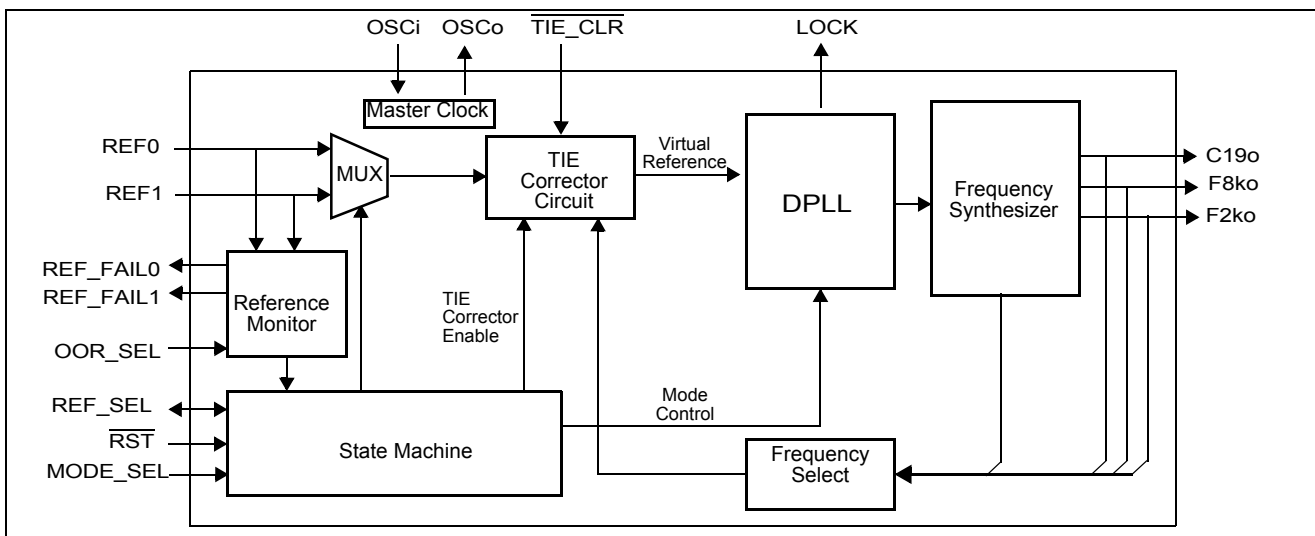 OSCi OSCo TIE_CLR LOCK
Master Clock
REF0
REF1
MUX
TIE
Corrector
Circuit
Virtual
Reference
DPLL
Frequency
Synthesizer
C19o
F8ko
F2ko
REF_FAIL0
REF_FAIL1
OOR_SEL
Reference
Monitor
TIE
Corrector
Enable
REF_SEL
RST
MODE_SEL
State Machine
Mode
Control
Frequency
Select